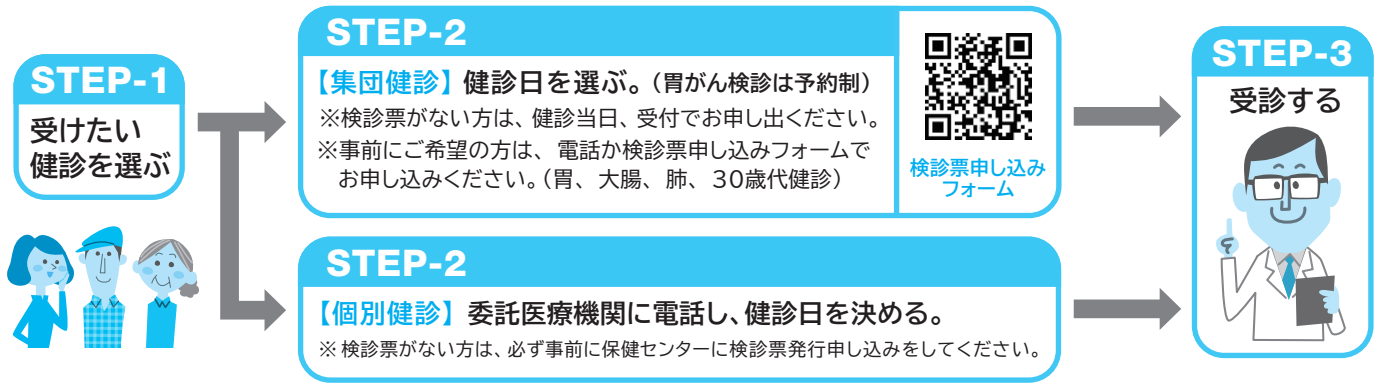 STEP-1
受けたい
健診を選ぶ
STEP-2
【集団健診】 健診日を選ぶ。（胃がん検診は予約制）
※検診票がない方は、健診当日、受付でお申し出ください。
※事前にご希望の方は、電話か検診票申し込みフォームで
お申し込みください。（胃、大腸、肺、30歳代健診）
検診票申し込み
フォーム
STEP-2
【個別健診】 委託医療機関に電話し、健診日を決める。
※検診票がない方は、必ず事前に保健センターに検診票発行申し込みをしてください。
STEP-3
受診する